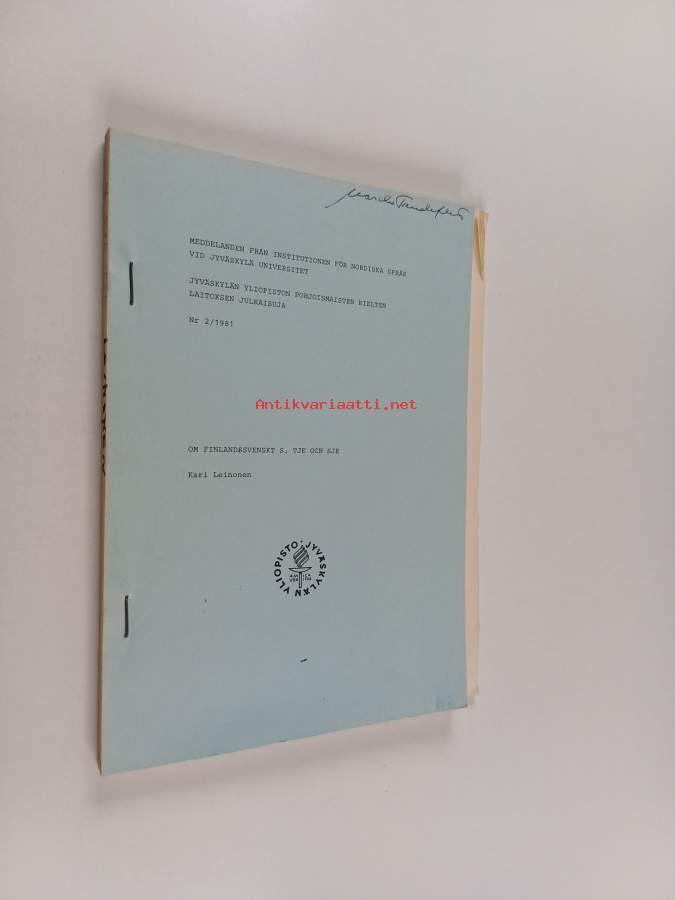 MEDDELANDEN FRÅN INSTITUTIONEN FÖR NORDISKA SPRÅK
VID JYVÄSKYLÄ UNIVERSITET
JYVÄSKYLÄN YLIOPISTON POHJOISMAISTEN KIELTEN
LAITOKSEN JULKAISUJA
Nr 2/1981
Antikvariaatti.net
OM FINLANDSSVENSKT S, TJE OCH SJE
Kari Leinonen
JYVÄSKYLÄN YLIOPISTO
LEINONEN